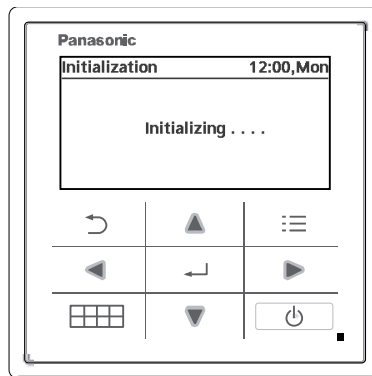 Panasonic
Initialization 12:00,Mon
Initializing . . . .